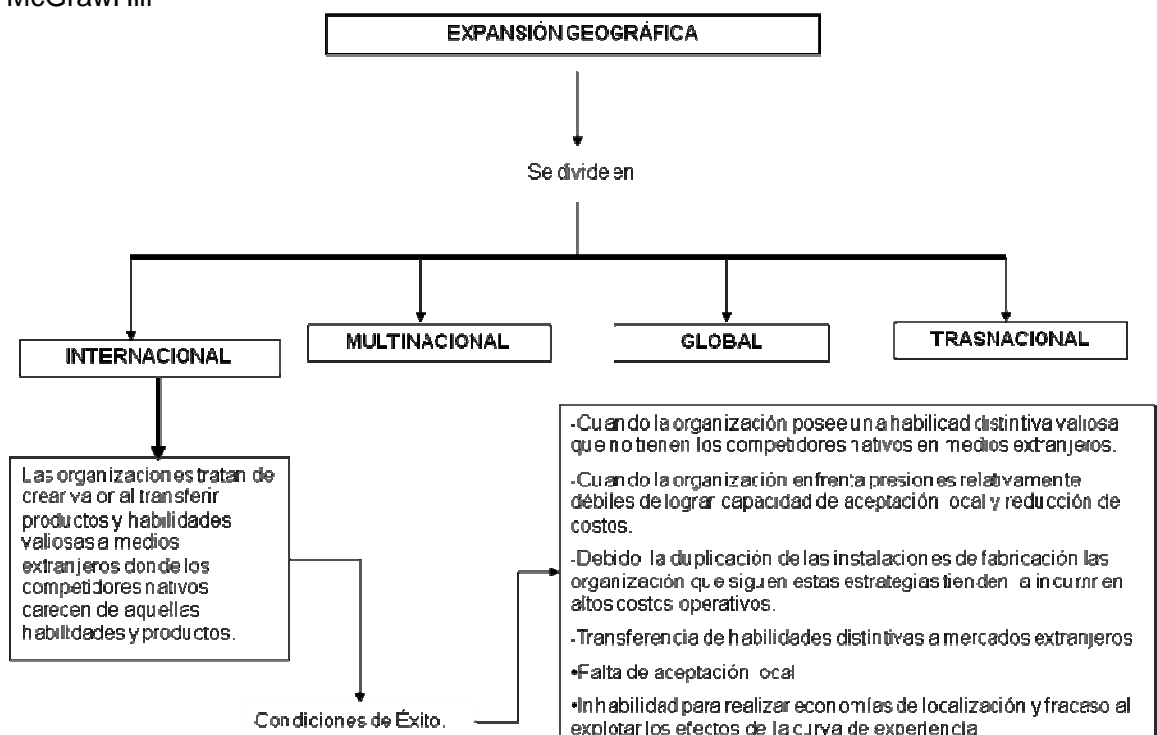 McGrawHill
EXPANSIÓN GEOGRÁFICA
Se divide en
INTERNACIONAL
MULTINACIONAL
GLOBAL
TRASNACIONAL
Las organizaciones tratan de
crear valor al transferir
productos y habilidades
valiosas a medios
extranjeros donde los
competidores nativos
carecen de aquellas
habilidades y productos.
Condiciones de Éxito.
-Cuando la organización posee una habilidad distintiva valiosa
que no tienen los competidores nativos en medios extranjeros.
-Cuando la organización enfrenta presiones relativamente
débiles de lograr capacidad de aceptación local y reducción de
costos.
-Debido la duplicación de las instalaciones de fabricación las
organización que siguen estas estrategias tienden a incurrir en
altos costos operativos.
-Transferencia de habilidades distintivas a mercados extranjeros
•Falta de aceptación local
•Inhabilidad para realizar economías de localización y fracaso al
explotar los efectos de la curva de experiencia